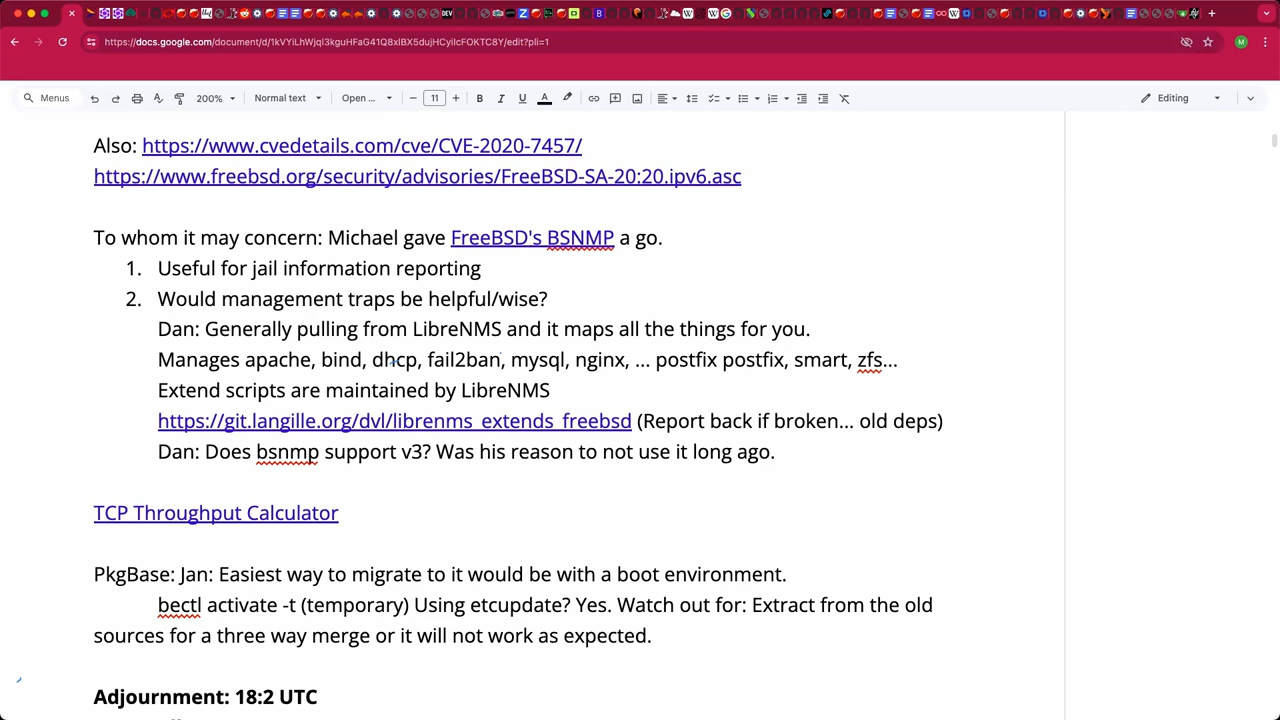 https://docs.google.com/document/d/1kVYiLhWjql3kguHFaG41Q8xlBX5dujHCyilcFOKTC8Y/edit?pli=1
Menus 200% Normal text Open ... 11 B I U A Editing
Also: https://www.cvedetails.com/cve/CVE-2020-7457/
https://www.freebsd.org/security/advisories/FreeBSD-SA-20:20.ipv6.asc
To whom it may concern: Michael gave FreeBSD's BSNMP a go.
1. Useful for jail information reporting
2. Would management traps be helpful/wise?
Dan: Generally pulling from LibreNMS and it maps all the things for you.
Manages apache, bind, dhcp, fail2ban, mysql, nginx, ... postfix postfix, smart, zfs...
Extend scripts are maintained by LibreNMS
https://git.langille.org/dvl/librenms_extends_freebsd (Report back if broken... old deps)
Dan: Does bsnmp support v3? Was his reason to not use it long ago.
TCP Throughput Calculator
PkgBase: Jan: Easiest way to migrate to it would be with a boot environment.
bectl activate -t (temporary) Using etcupdate? Yes. Watch out for: Extract from the old
sources for a three way merge or it will not work as expected.
Adjournment: 18:2 UTC